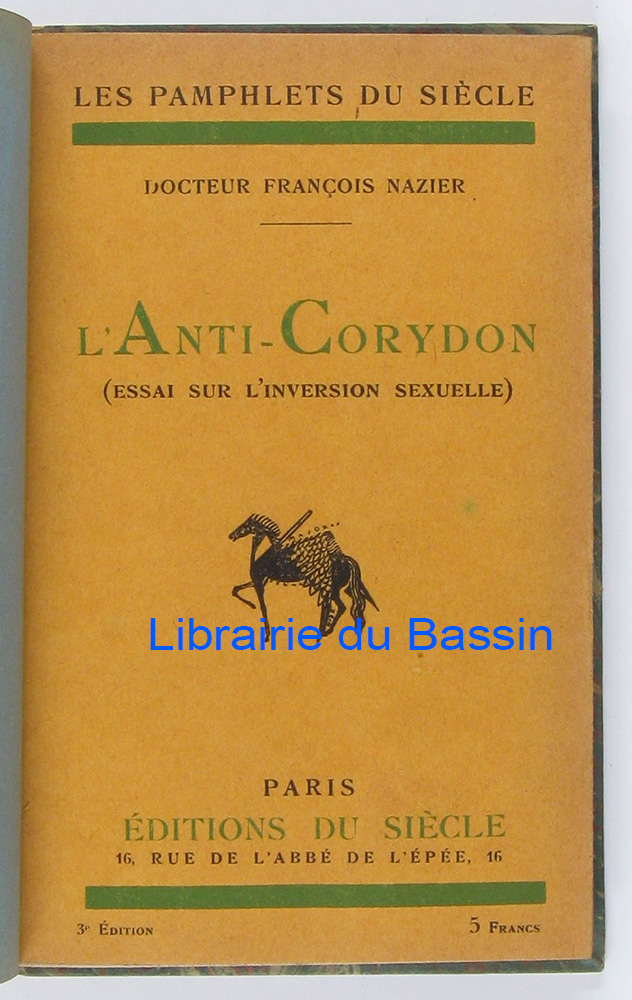 LES PAMPHLETS DU SIÈCLE
DOCTEUR FRANÇOIS NAZIER
L'ANTI-CORYDON
(ESSAI SUR L'INVERSION SEXUELLE)
Librairie du Bassin
PARIS
ÉDITIONS DU SIÈCLE
16, RUE DE L'ABBÉ DE L'ÉPÉE, 16
3e ÉDITION 5 FRANCS